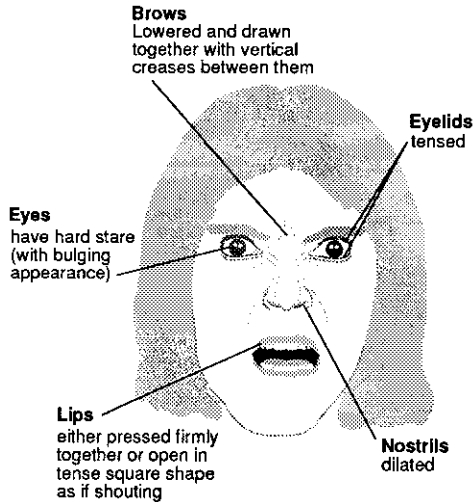 Brows
Lowered and drawn
together with vertical
creases between them
Eyelids
tensed
Eyes
have hard stare
(with bulging
appearance)
Lips
either pressed firmly
together or open in
tense square shape
as if shouting
Nostrils
dilated